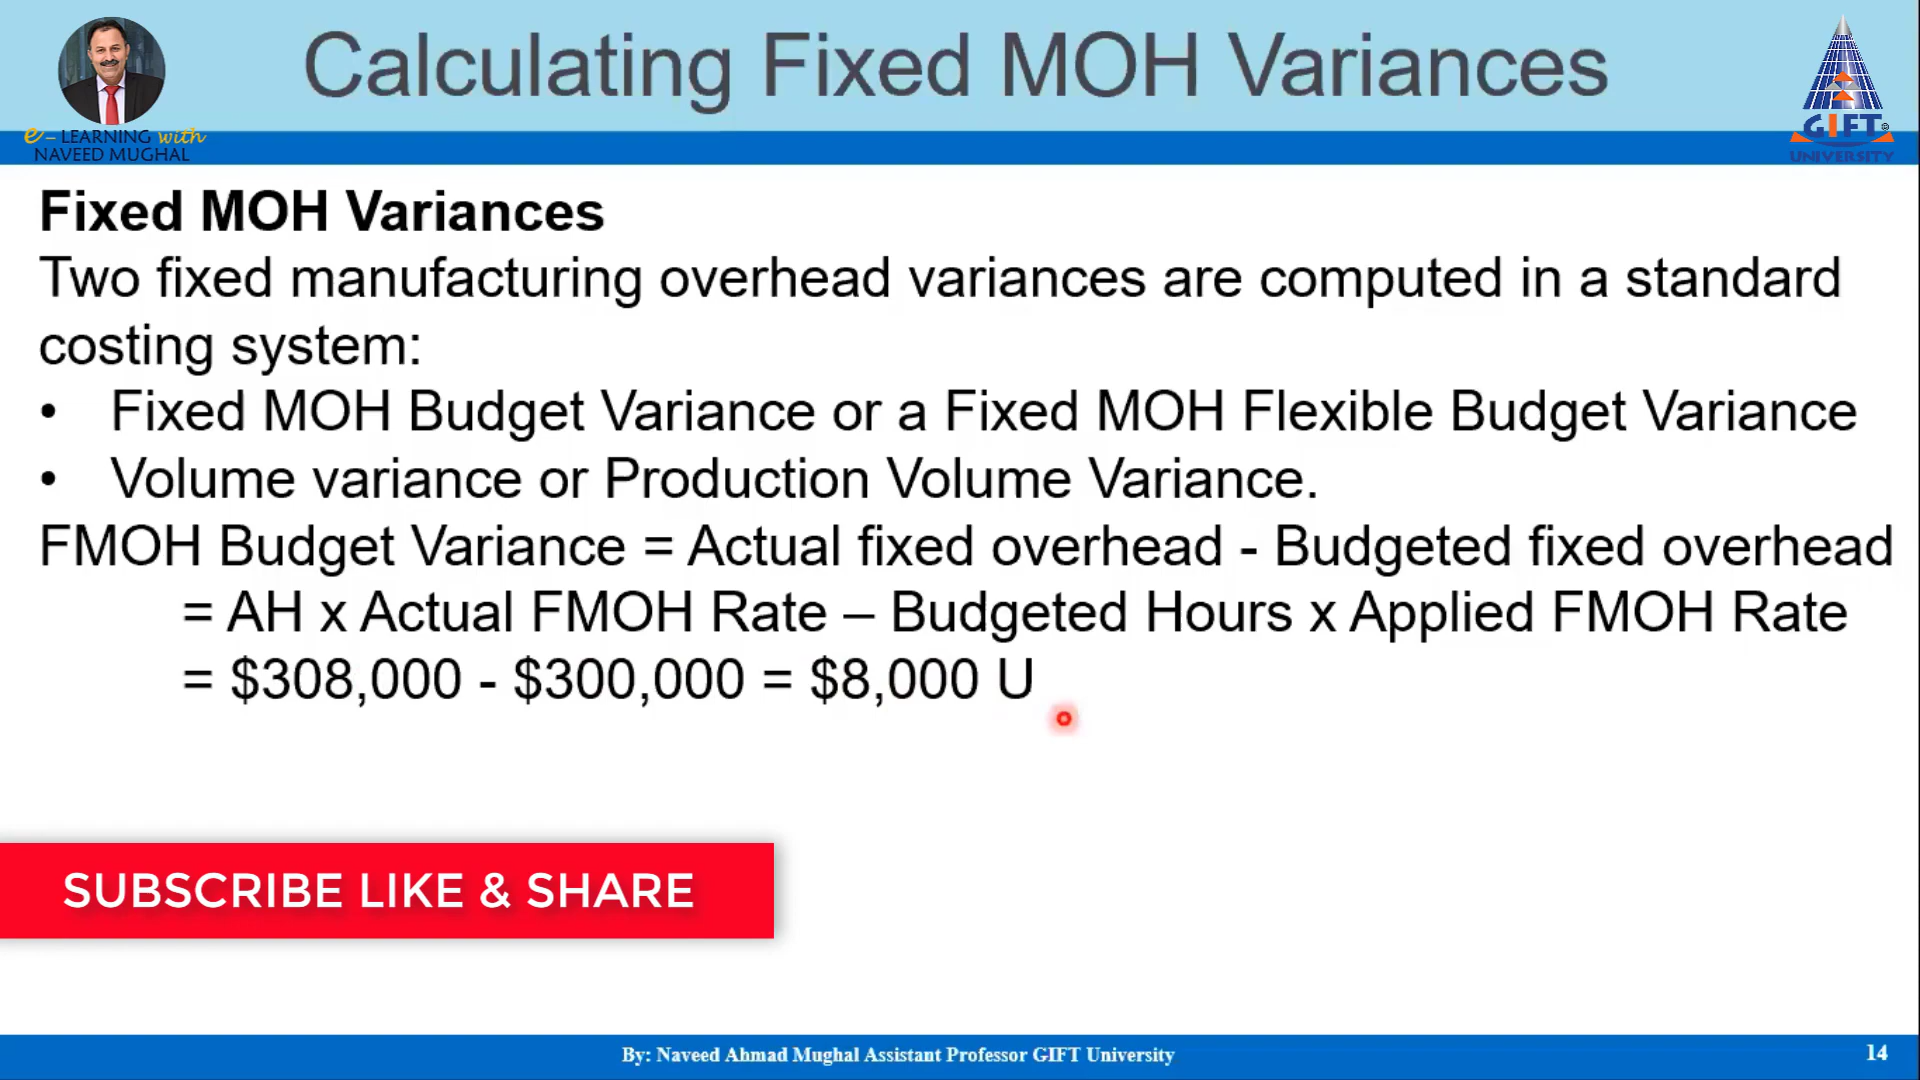 Calculating Fixed MOH Variances
e – LEARNING with
NAVEED MUGHAL
GIFT
UNIVERSITY
Fixed MOH Variances
Two fixed manufacturing overhead variances are computed in a standard
costing system:
• Fixed MOH Budget Variance or a Fixed MOH Flexible Budget Variance
• Volume variance or Production Volume Variance.
FMOH Budget Variance = Actual fixed overhead - Budgeted fixed overhead
= AH x Actual FMOH Rate – Budgeted Hours x Applied FMOH Rate
= $308,000 - $300,000 = $8,000 U
SUBSCRIBE LIKE & SHARE
By: Naveed Ahmad Mughal Assistant Professor GIFT University
14